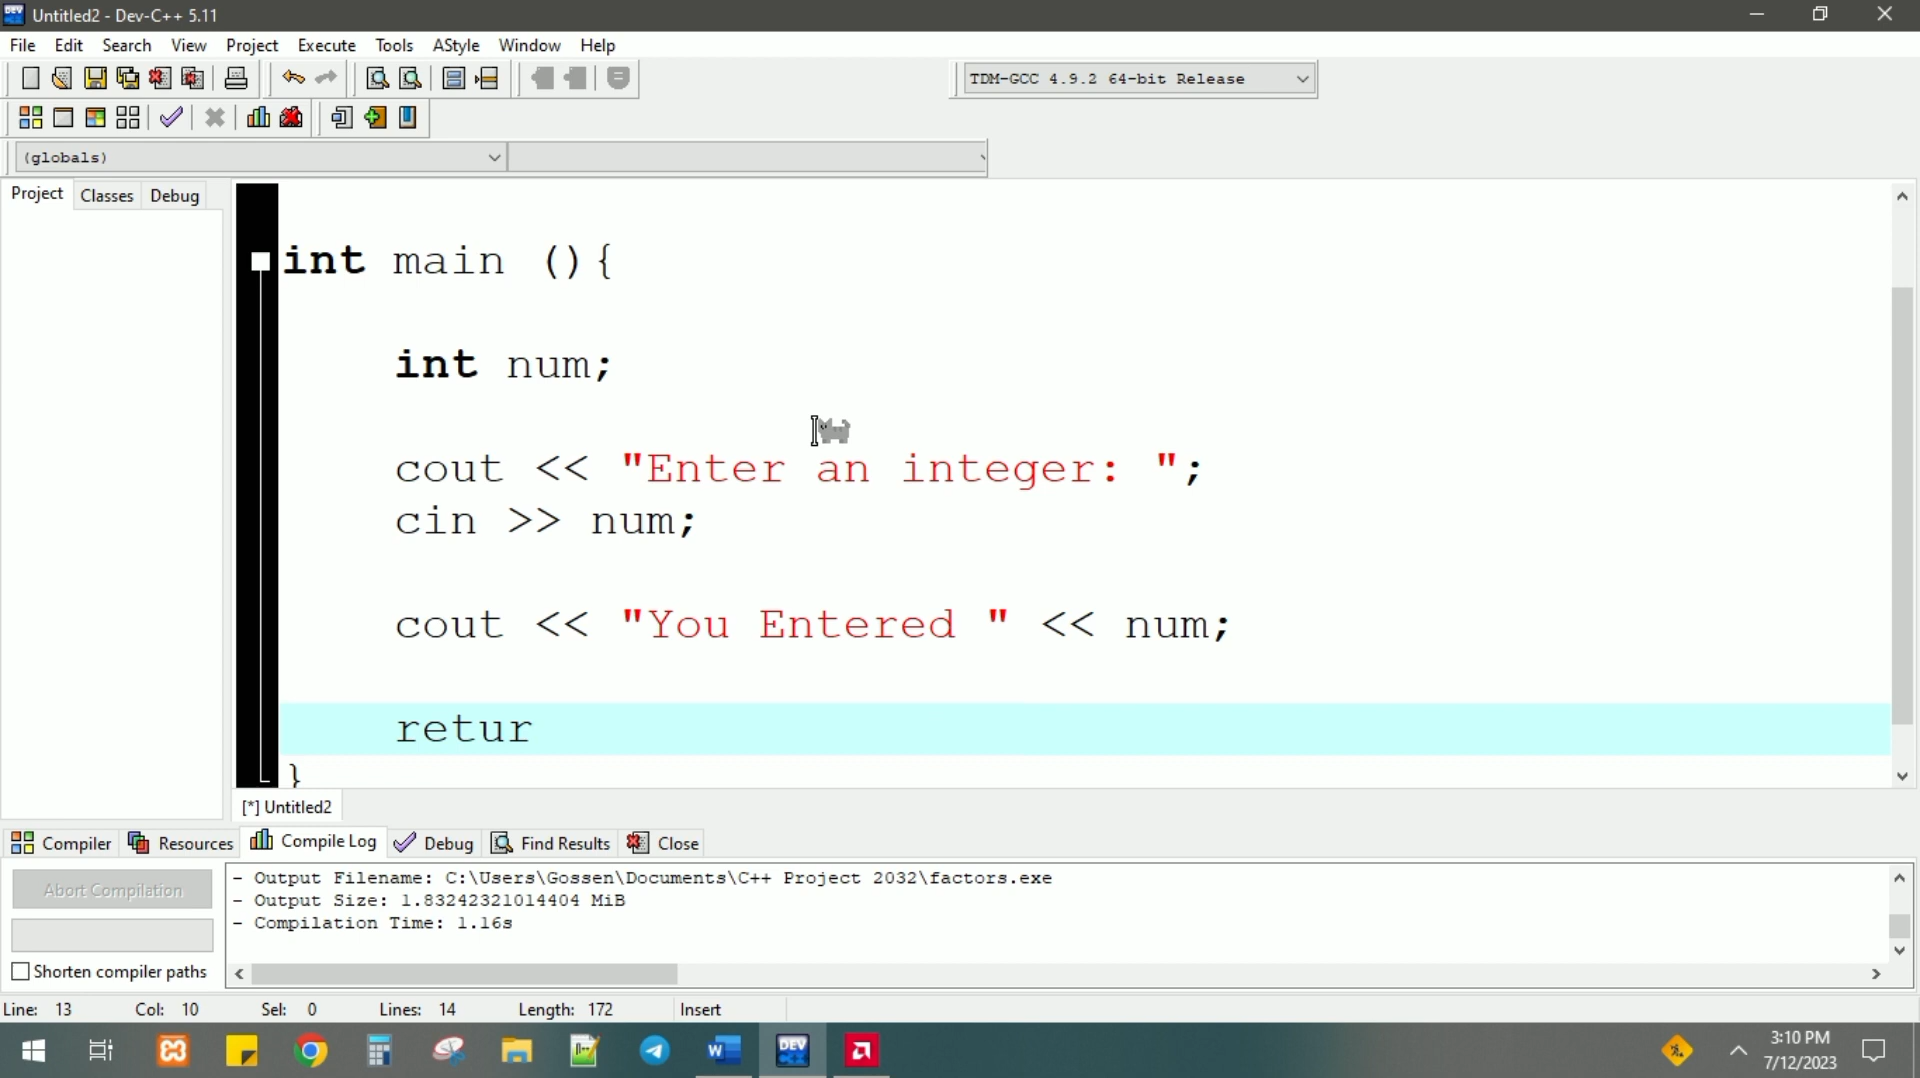 Untitled2 - Dev-C++ 5.11
File Edit Search View Project Execute Tools AStyle Window Help
TDM-GCC 4.9.2 64-bit Release
(globals)
Project Classes Debug
int main (){
int num;
cout << "Enter an integer: ";
cin >> num;
cout << "You Entered " << num;
retur
}
[*] Untitled2
Compiler Resources Compile Log Debug Find Results Close
Abort Compilation
- Output Filename: C:\Users\Gossen\Documents\C++ Project 2032\factors.exe
- Output Size: 1.83242321014404 MiB
- Compilation Time: 1.16s
Shorten compiler paths
Line: 13 Col: 10 Sel: 0 Lines: 14 Length: 172 Insert
3:10 PM
7/12/2023